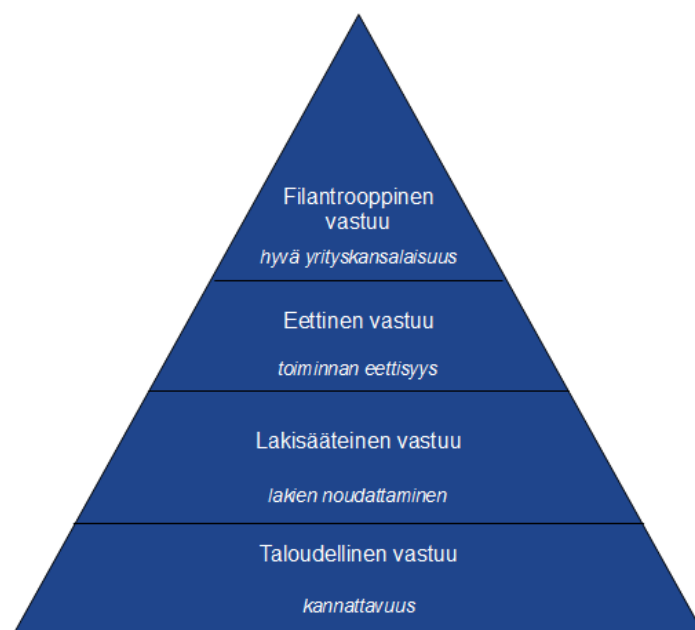 Filantrooppinen
vastuu
hyvä yrityskansalaisuus
Eettinen vastuu
toiminnan eettisyys
Lakisääteinen vastuu
lakien noudattaminen
Taloudellinen vastuu
kannattavuus